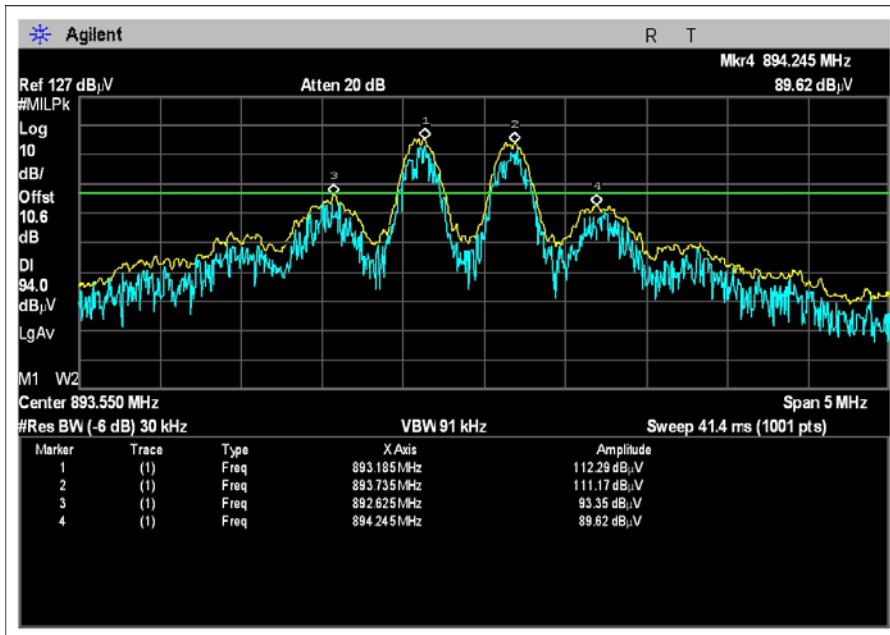 Agilent R T
Mkr4 894.245 MHz
Ref 127 dBµV Atten 20 dB 89.62 dBµV
#MILPk
Log
10
dB/
Offst
10.6
dB
DI
94.0
dBµV
LgAv
M1 W2
1
2
3
4
Center 893.550 MHz Span 5 MHz
#Res BW (-6 dB) 30 kHz VBW 91 kHz Sweep 41.4 ms (1001 pts)
Marker Trace Type X Axis Amplitude
1 (1) Freq 893.185 MHz 112.29 dBµV
2 (1) Freq 893.735 MHz 111.17 dBµV
3 (1) Freq 892.625 MHz 93.35 dBµV
4 (1) Freq 894.245 MHz 89.62 dBµV